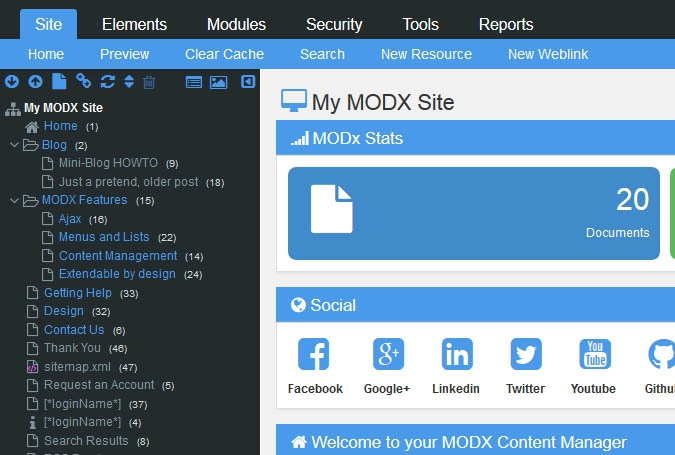 Site Elements Modules Security Tools Reports
Home Preview Clear Cache Search New Resource New Weblink
My MODX Site
Home (1)
Blog (2)
Mini-Blog HOWTO (9)
Just a pretend, older post (18)
MODX Features (15)
Ajax (16)
Menus and Lists (22)
Content Management (14)
Extendable by design (24)
Getting Help (33)
Design (32)
Contact Us (6)
Thank You (46)
sitemap.xml (47)
Request an Account (5)
[*loginName*] (37)
[*loginName*] (4)
Search Results (8)
My MODX Site
MODx Stats
20
Documents
Social
You
Tube
Facebook Google+ Linkedin Twitter Youtube Githu
Welcome to your MODX Content Manager